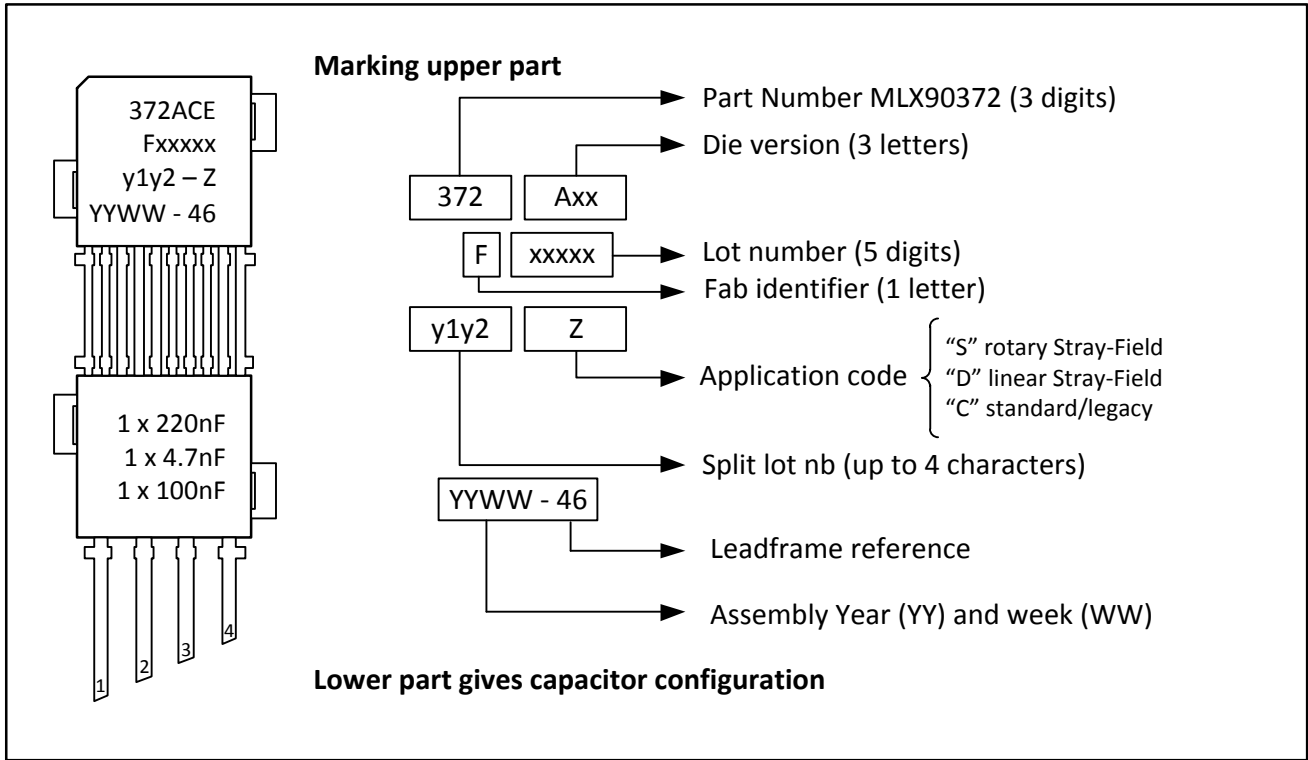 Marking upper part
372ACE
Fxxxxx
y1y2 – Z
YYWW - 46
1 x 220nF
1 x 4.7nF
1 x 100nF
1
2
3
4
Part Number MLX90372 (3 digits)
Die version (3 letters)
372 Axx
F xxxxx
Lot number (5 digits)
Fab identifier (1 letter)
y1y2 Z
Application code
“S” rotary Stray-Field
“D” linear Stray-Field
“C” standard/legacy
Split lot nb (up to 4 characters)
YYWW - 46
Leadframe reference
Assembly Year (YY) and week (WW)
Lower part gives capacitor configuration